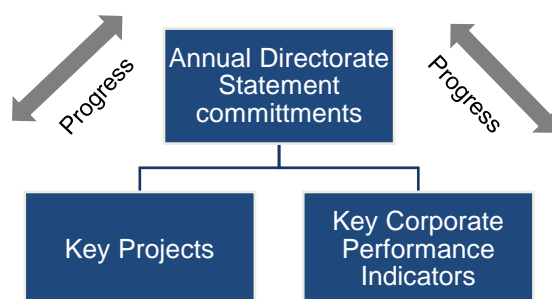 Annual Directorate
Statement
committments
Progress
Progress
Key Projects
Key Corporate
Performance
Indicators